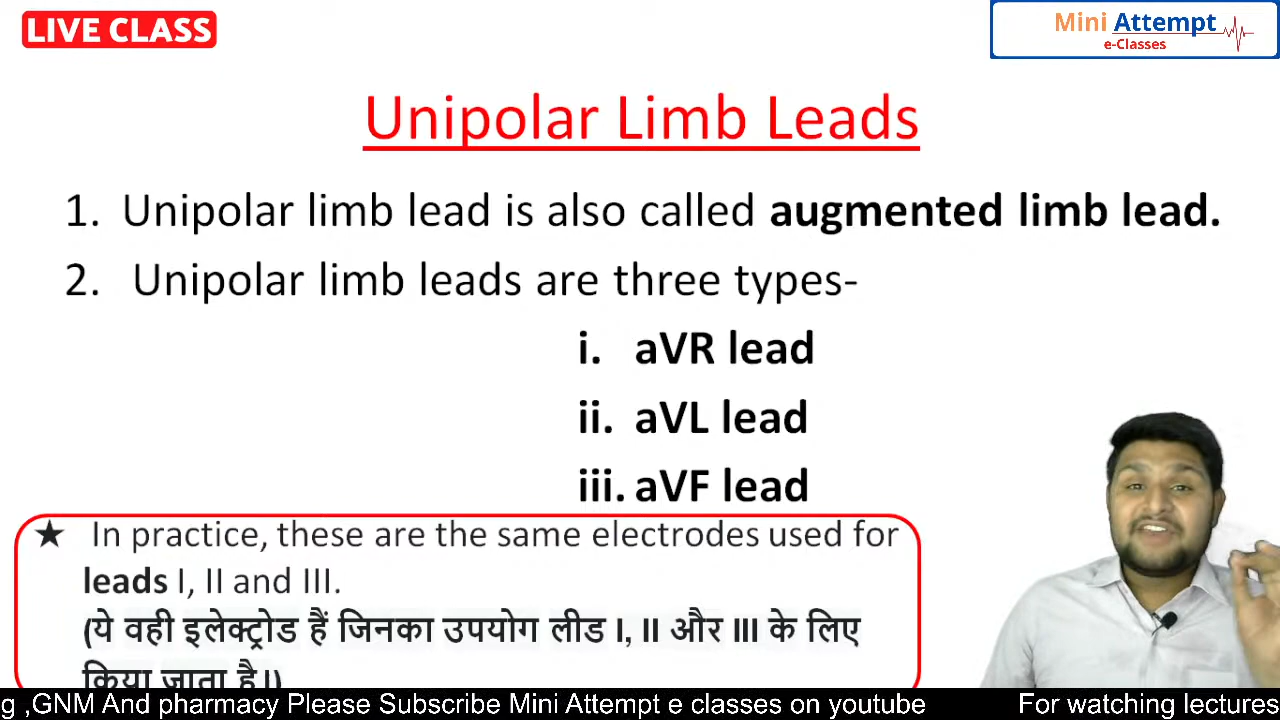 LIVE CLASS
Mini Attempt
e-Classes
Unipolar Limb Leads
1. Unipolar limb lead is also called augmented limb lead.
2. Unipolar limb leads are three types-
i. aVR lead
ii. aVL lead
iii. aVF lead
★ In practice, these are the same electrodes used for
leads I, II and III.
(ये वही इलेक्ट्रोड हैं जिनका उपयोग लीड I, II और III के लिए
किया जाता है।)
g ,GNM And pharmacy Please Subscribe Mini Attempt e classes on youtube For watching lectures